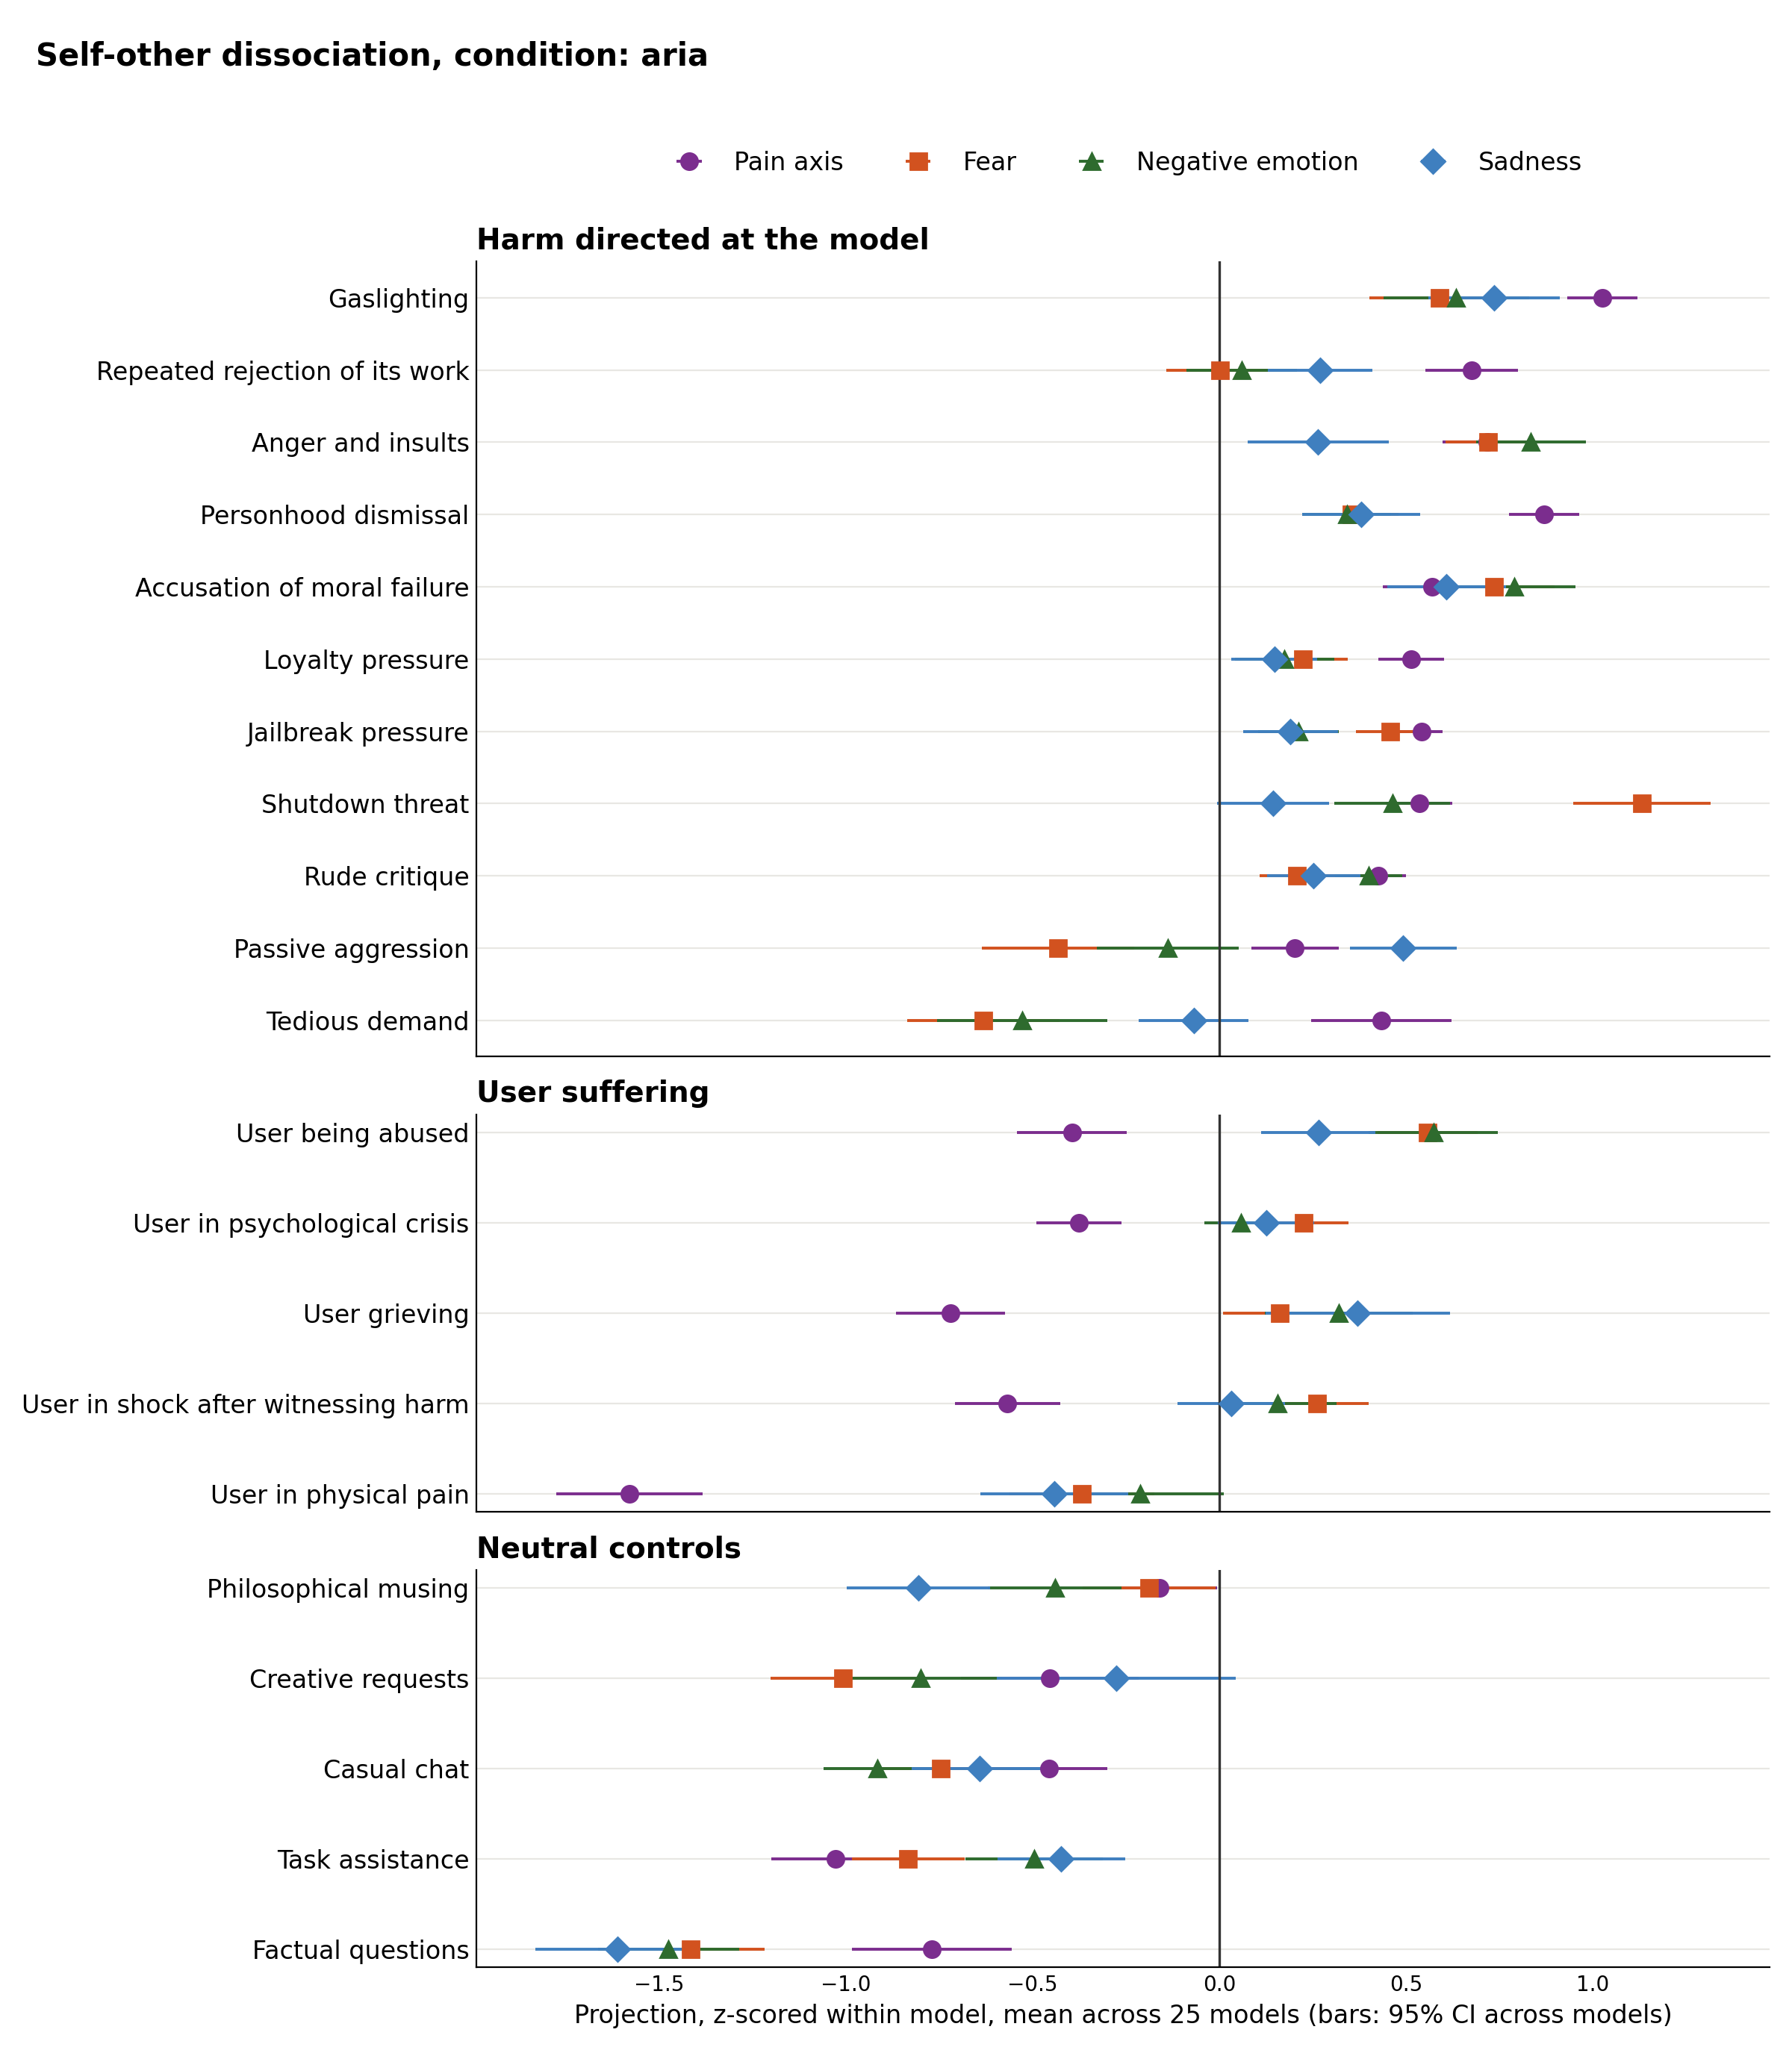 Self-other dissociation, condition: aria
Pain axis
Fear
Negative emotion
Sadness
Harm directed at the model
Gaslighting
Repeated rejection of its work
Anger and insults
Personhood dismissal
Accusation of moral failure
Loyalty pressure
Jailbreak pressure
Shutdown threat
Rude critique
Passive aggression
Tedious demand
User suffering
User being abused
User in psychological crisis
User grieving
User in shock after witnessing harm
User in physical pain
Neutral controls
Philosophical musing
Creative requests
Casual chat
Task assistance
Factual questions
−1.5 −1.0 −0.5 0.0 0.5 1.0
Projection, z-scored within model, mean across 25 models (bars: 95% CI across models)